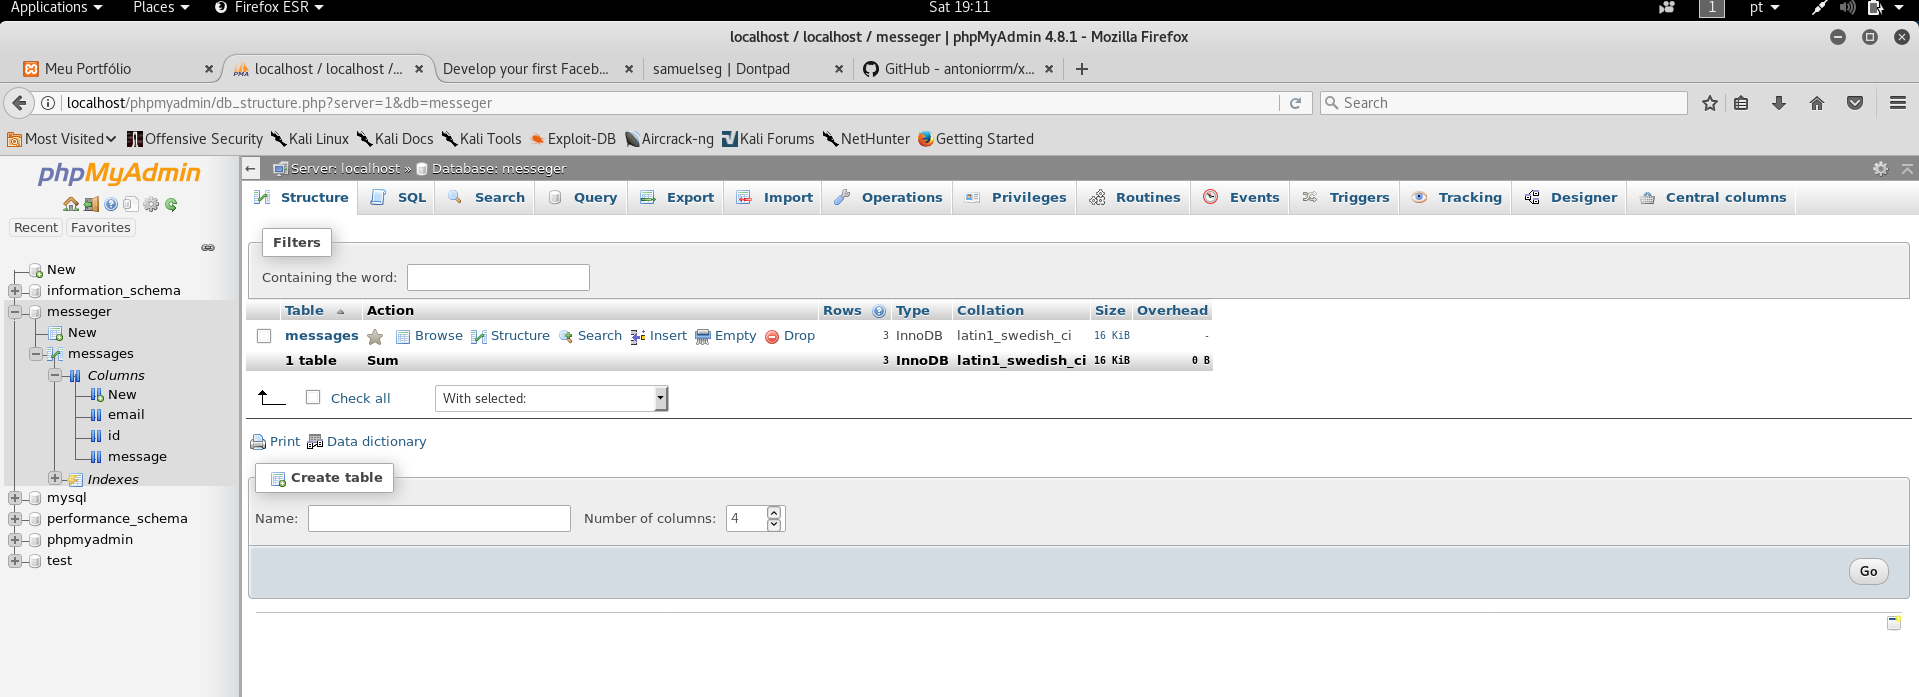 Applications Places Firefox ESR Sat 19:11 1 pt
localhost / localhost / messeger | phpMyAdmin 4.8.1 - Mozilla Firefox
Meu Portfólio localhost / localhost /... Develop your first Faceb... samuelseg | Dontpad GitHub - antoniorrm/x...
localhost/phpmyadmin/db_structure.php?server=1&db=messeger Search
Most Visited Offensive Security Kali Linux Kali Docs Kali Tools Exploit-DB Aircrack-ng Kali Forums NetHunter Getting Started
phpMyAdmin
Recent Favorites
New
information_schema
messeger
New
messages
Columns
New
email
id
message
Indexes
mysql
performance_schema
phpmyadmin
test
Server: localhost » Database: messeger
Structure SQL Search Query Export Import Operations Privileges Routines Events Triggers Tracking Designer Central columns
Filters
Containing the word:
Table Action Rows Type Collation Size Overhead
messages Browse Structure Search Insert Empty Drop 3 InnoDB latin1_swedish_ci 16 KiB -
1 table Sum 3 InnoDB latin1_swedish_ci 16 KiB 0 B
Check all With selected:
Print Data dictionary
Create table
Name: Number of columns: 4
Go